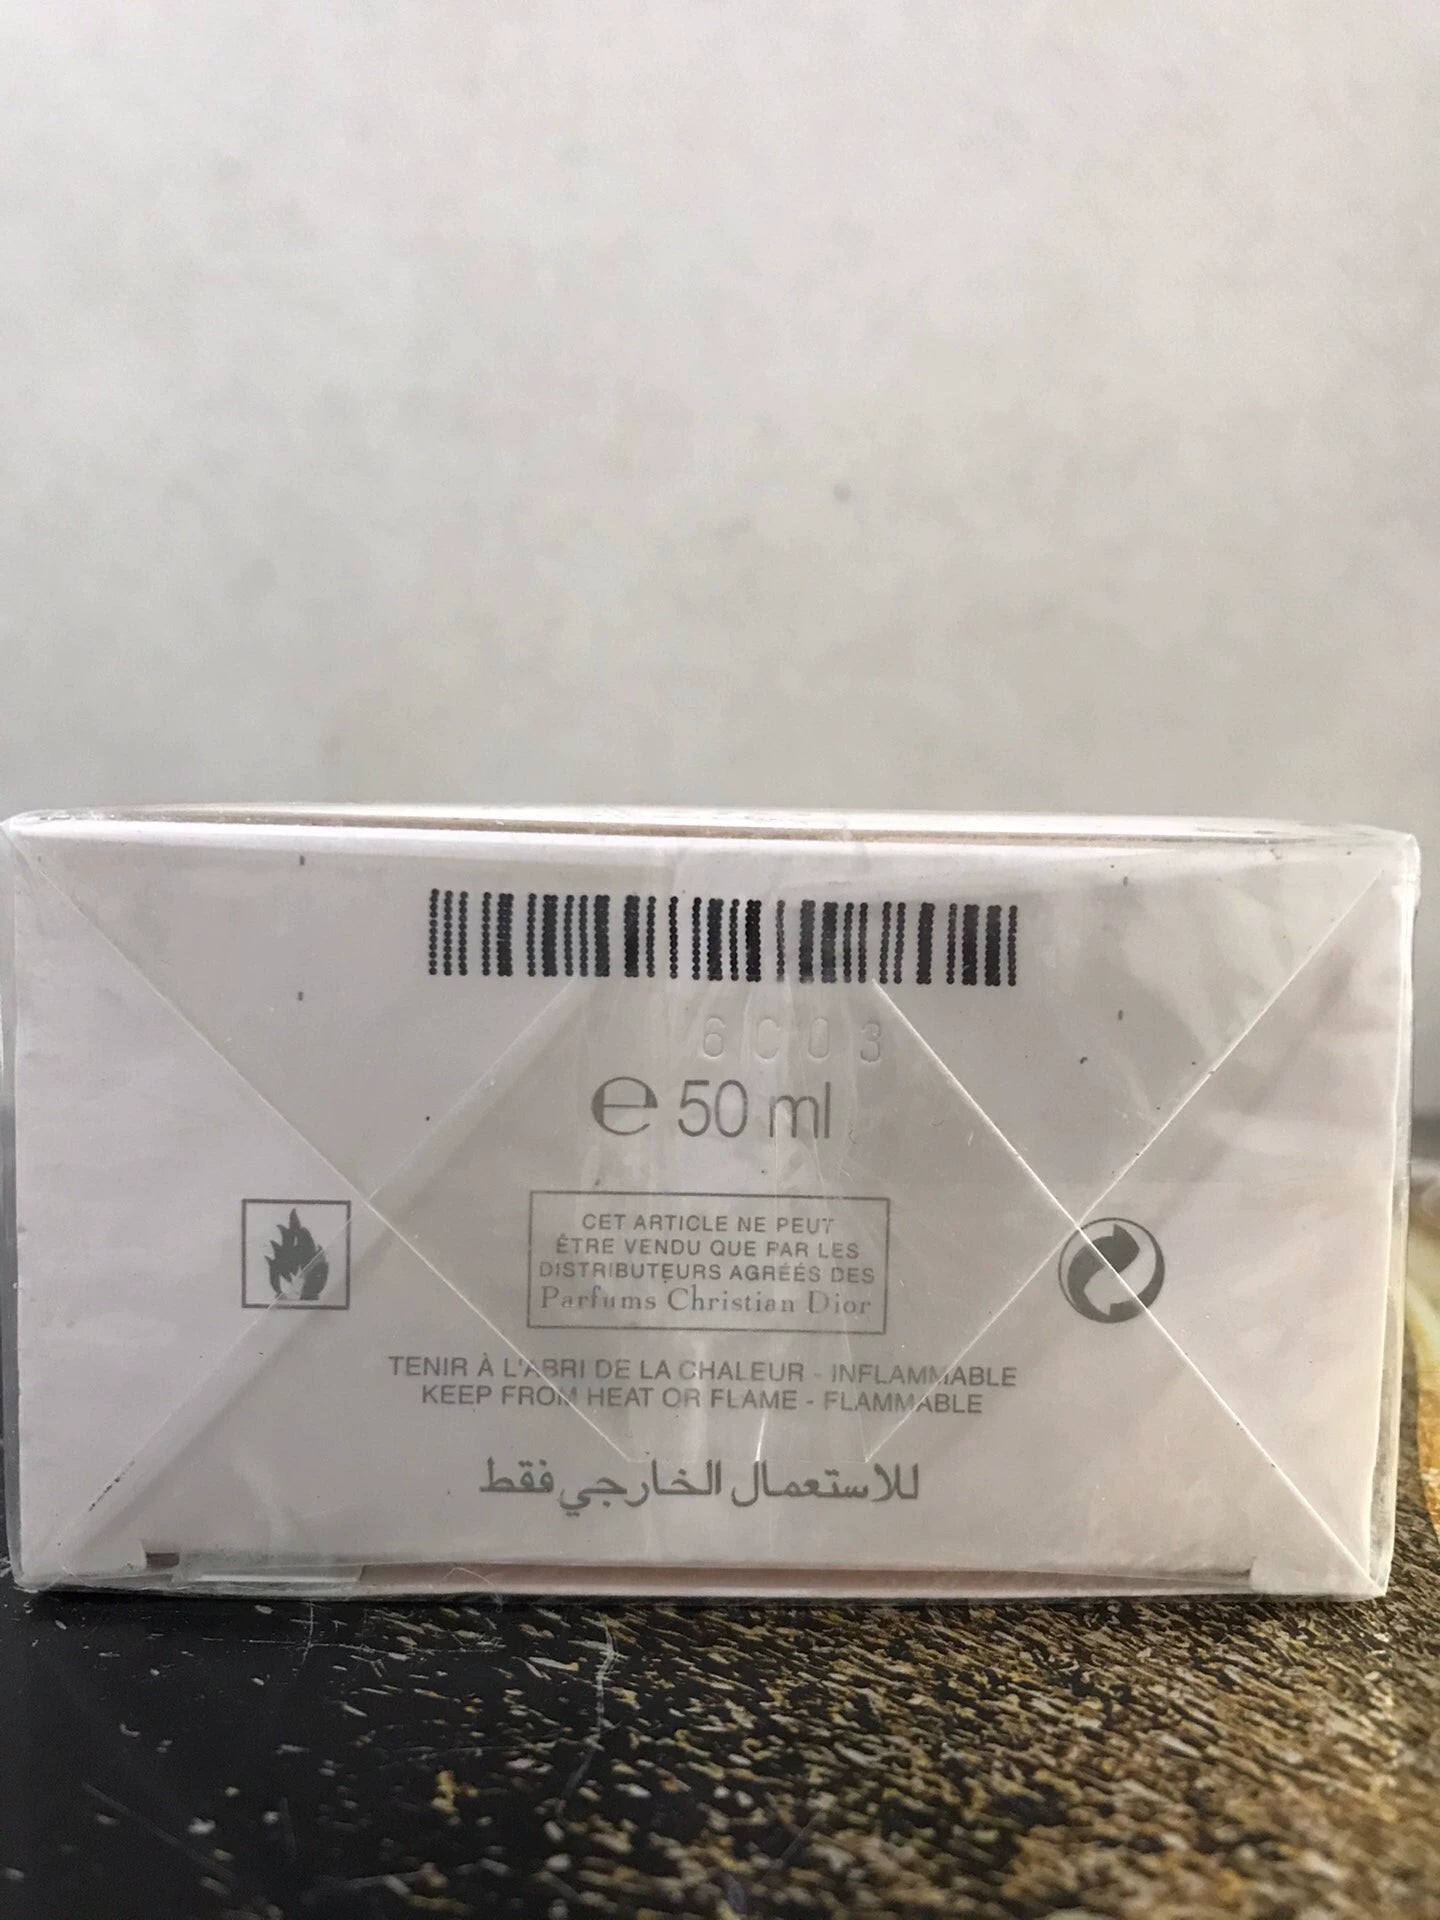 6C03
℮ 50 ml
CET ARTICLE NE PEUT
ÊTRE VENDU QUE PAR LES
DISTRIBUTEURS AGRÉÉS DES
Parfums Christian Dior
TENIR À L'ABRI DE LA CHALEUR - INFLAMMABLE
KEEP FROM HEAT OR FLAME - FLAMMABLE
للاستعمال الخارجي فقط